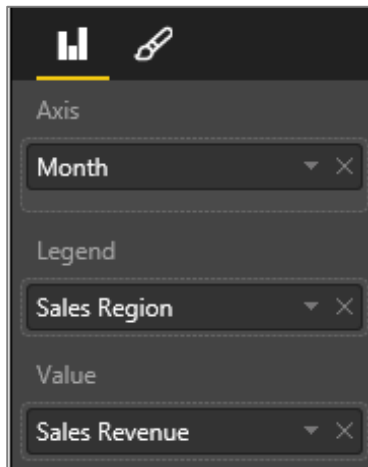 Axis
Month
Legend
Sales Region
Value
Sales Revenue